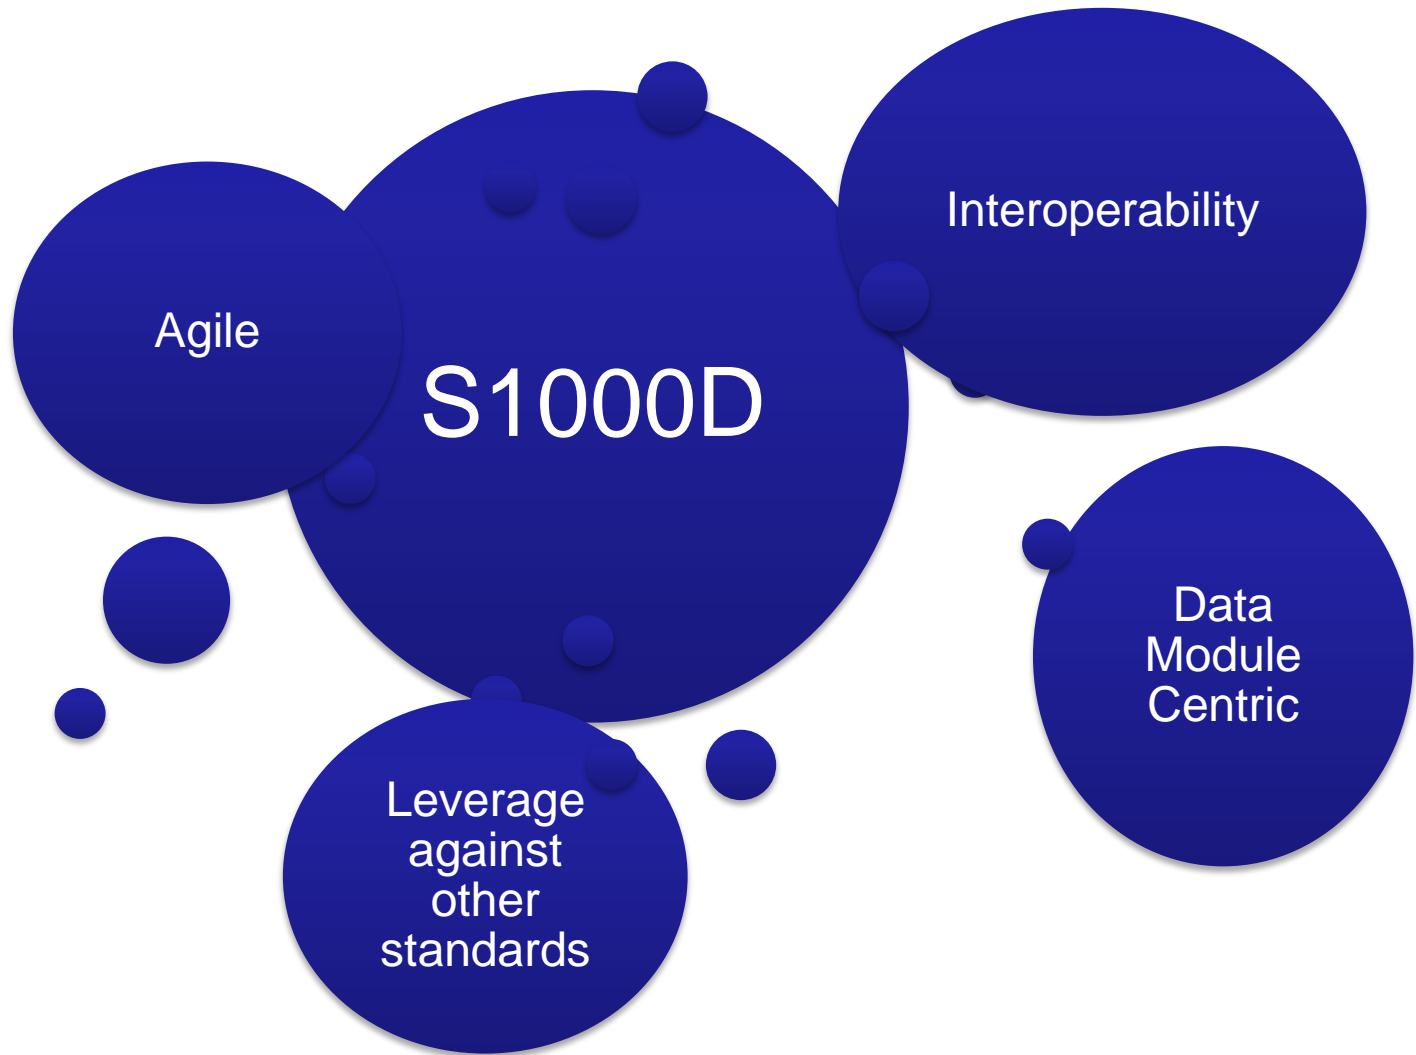 Interoperability
Agile
S1000D
Data
Module
Centric
Leverage
against
other
standards